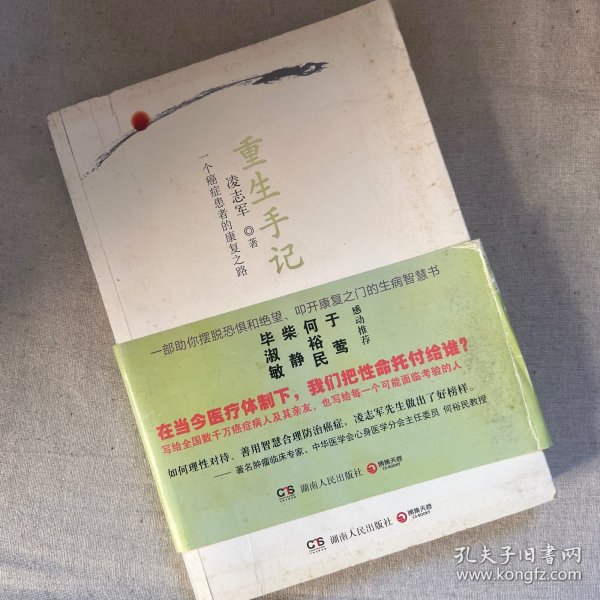 重生手记
凌志军 ◎ 著
一个癌症患者的康复之路
一部助你摆脱恐惧和绝望、叩开康复之门的生病智慧书
于莺
何裕民
柴静
毕淑敏
感动推荐
在当今医疗体制下，我们把性命托付给谁？
写给全国数千万癌症病人及其亲友，也写给每一个可能面临考验的人
如何理性对待、善用智慧合理防治癌症，凌志军先生做出了好榜样。
—— 著名肿瘤临床专家、中华医学会心身医学分会主任委员 何裕民教授
CTS
湖南人民出版社
博集天卷
CS-BOOKY
CTS
湖南人民出版社
博集天卷
CS-BOOKY
孔夫子旧书网
www.kongfz.com